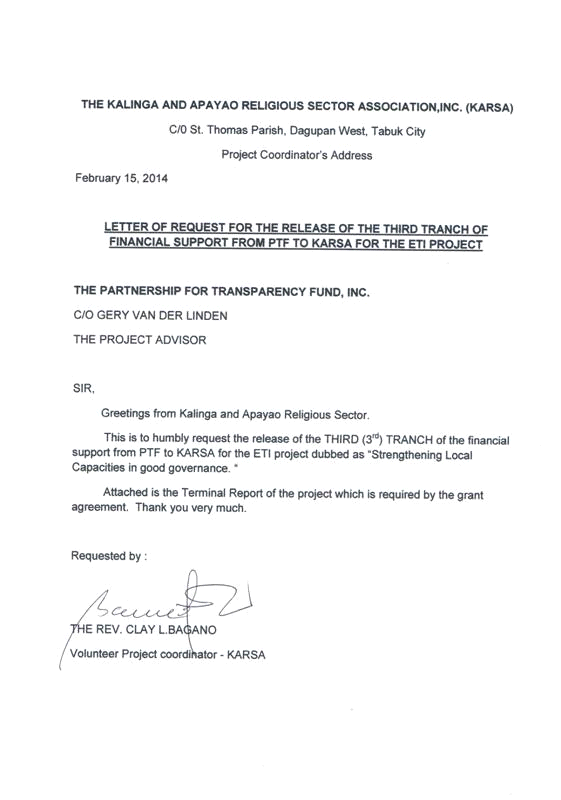 THE KALINGA AND APAYAO RELIGIOUS SECTOR ASSOCIATION,INC. (KARSA)
C/0 St. Thomas Parish, Dagupan West, Tabuk City
Project Coordinator's Address
February 15, 2014
LETTER OF REQUEST FOR THE RELEASE OF THE THIRD TRANCH OF
FINANCIAL SUPPORT FROM PTF TO KARSA FOR THE ETI PROJECT
THE PARTNERSHIP FOR TRANSPARENCY FUND, INC.
C/O GERY VAN DER LINDEN
THE PROJECT ADVISOR
SIR,
Greetings from Kalinga and Apayao Religious Sector.
This is to humbly request the release of the THIRD (3rd) TRANCH of the financial
support from PTF to KARSA for the ETI project dubbed as "Strengthening Local
Capacities in good governance. "
Attached is the Terminal Report of the project which is required by the grant
agreement. Thank you very much.
Requested by :
THE REV. CLAY L.BAGANO
Volunteer Project coordinator - KARSA